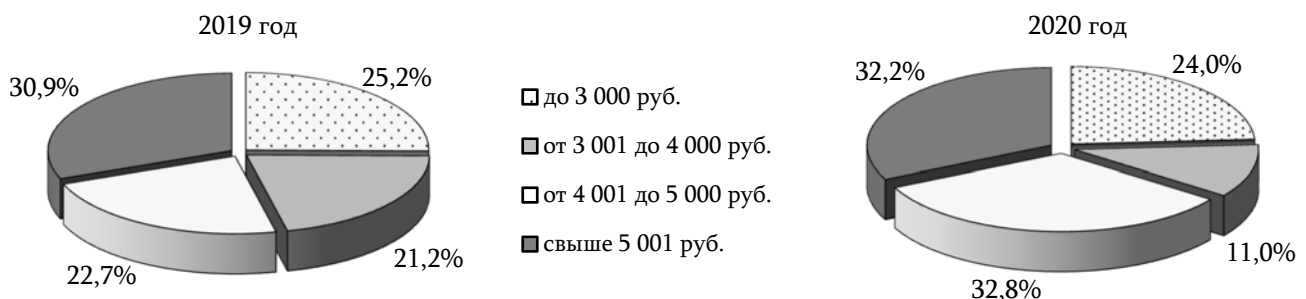 2019 год
30,9%
25,2%
22,7%
21,2%
до 3 000 руб.
от 3 001 до 4 000 руб.
от 4 001 до 5 000 руб.
свыше 5 001 руб.
2020 год
32,2%
24,0%
11,0%
32,8%